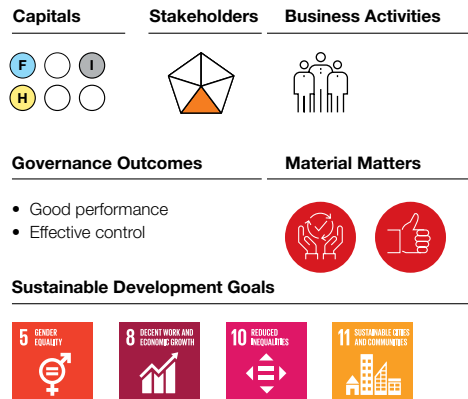 Capitals
Stakeholders
Business Activities
F
I
H
Governance Outcomes
Material Matters
• Good performance
• Effective control
Sustainable Development Goals
5 GENDER
EQUALITY
8 DECENT WORK AND
ECONOMIC GROWTH
10 REDUCED
INEQUALITIES
11 SUSTAINABLE CITIES
AND COMMUNITIES